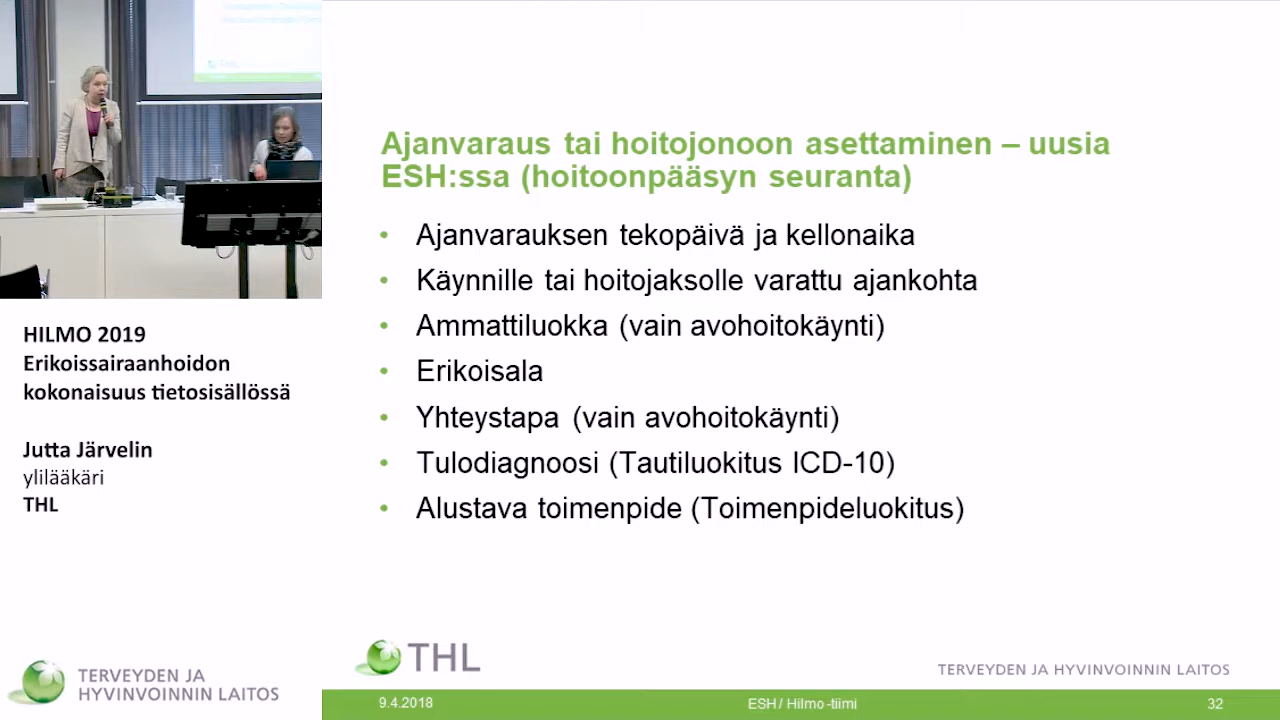 HILMO 2019
Erikoissairaanhoidon
kokonaisuus tietosisällössä
Jutta Järvelin
ylilääkäri
THL
TERVEYDEN JA
HYVINVOINNIN LAITOS
Ajanvaraus tai hoitojonoon asettaminen – uusia
ESH:ssa (hoitoonpääsyn seuranta)
• Ajanvarauksen tekopäivä ja kellonaika
• Käynnille tai hoitojaksolle varattu ajankohta
• Ammattiluokka (vain avohoitokäynti)
• Erikoisala
• Yhteystapa (vain avohoitokäynti)
• Tulodiagnoosi (Tautiluokitus ICD-10)
• Alustava toimenpide (Toimenpideluokitus)
THL
TERVEYDEN JA HYVINVOINNIN LAITOS
9.4.2018 ESH / Hilmo -tiimi 32